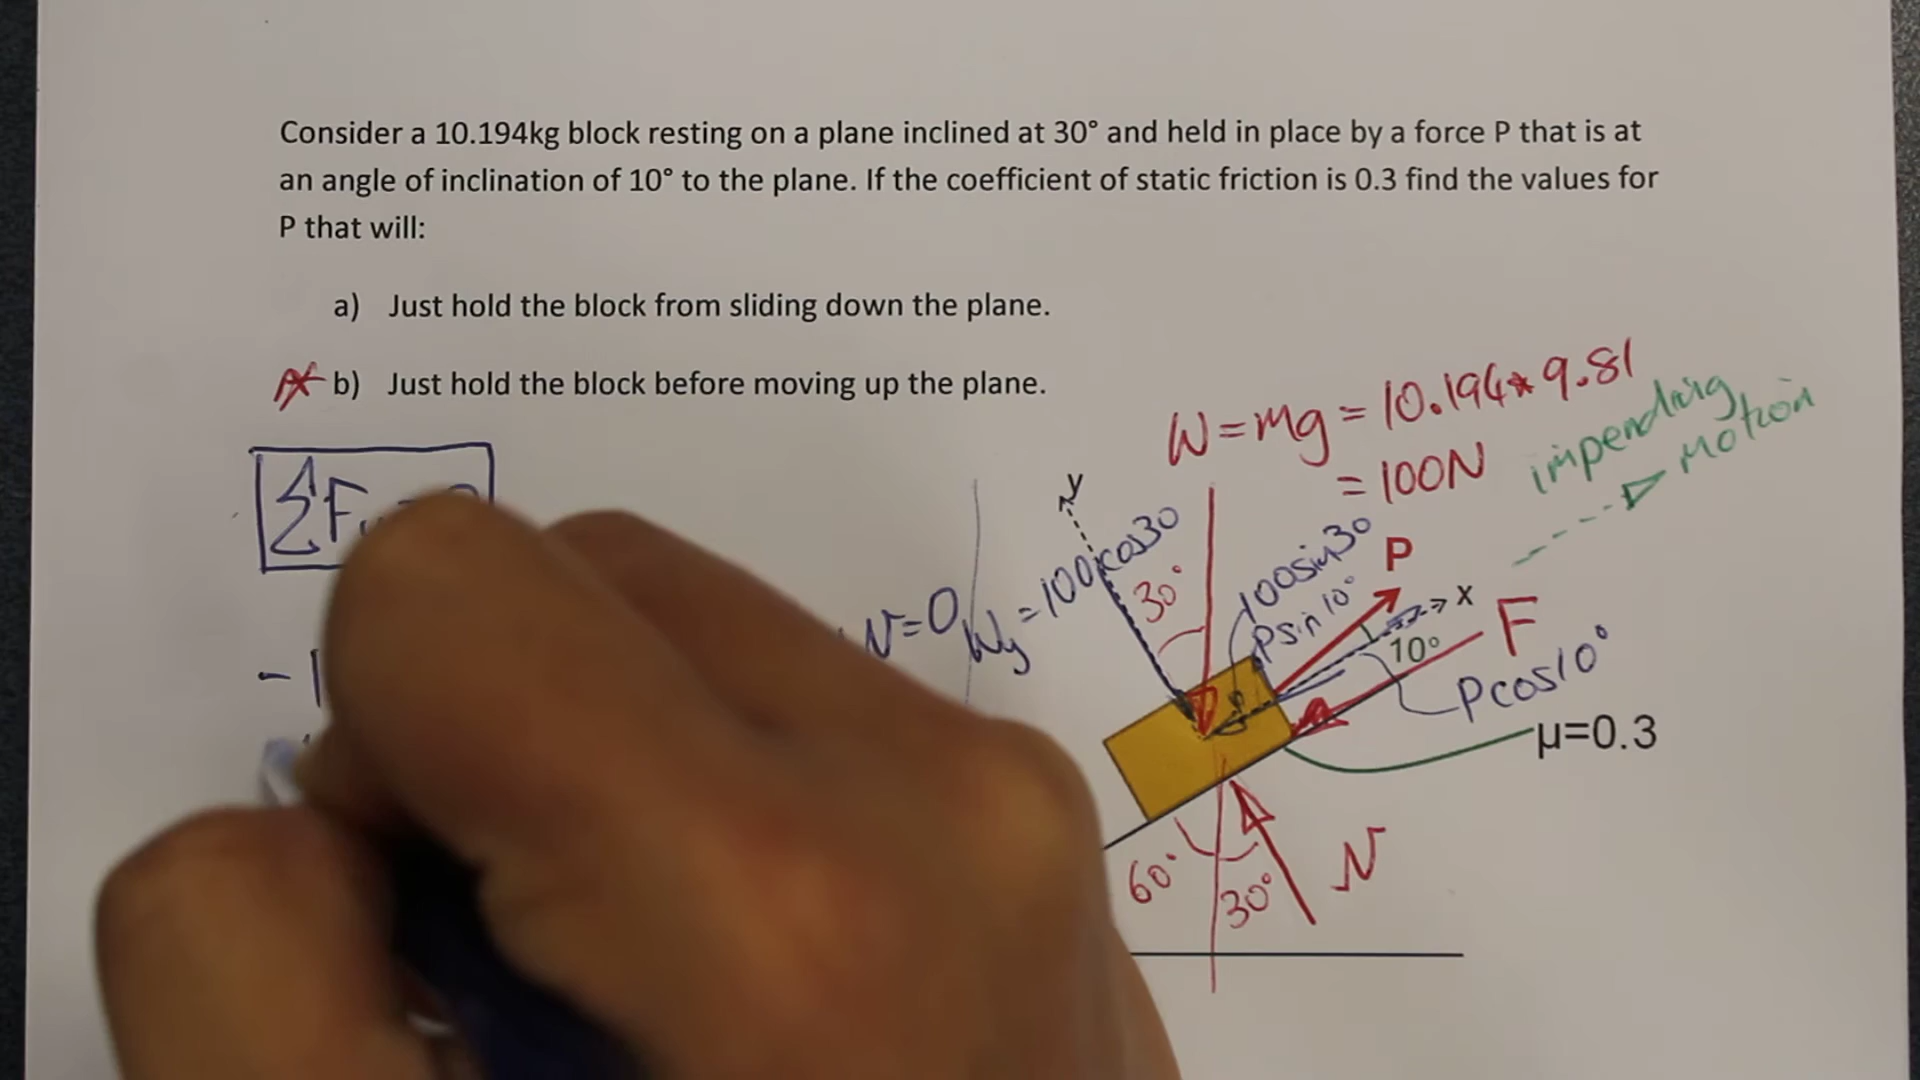 Consider a 10.194kg block resting on a plane inclined at 30° and held in place by a force P that is at
an angle of inclination of 10° to the plane. If the coefficient of static friction is 0.3 find the values for
P that will:
a) Just hold the block from sliding down the plane.
b) Just hold the block before moving up the plane.
W=mg = 10.194*9.81
= 100N
impending
motion
ΣF
y
Wy=100cos30
30°
100sin30
Psin10°
P
x
F
10°
Pcos10°
N=0
-1
μ=0.3
60°
30°
N